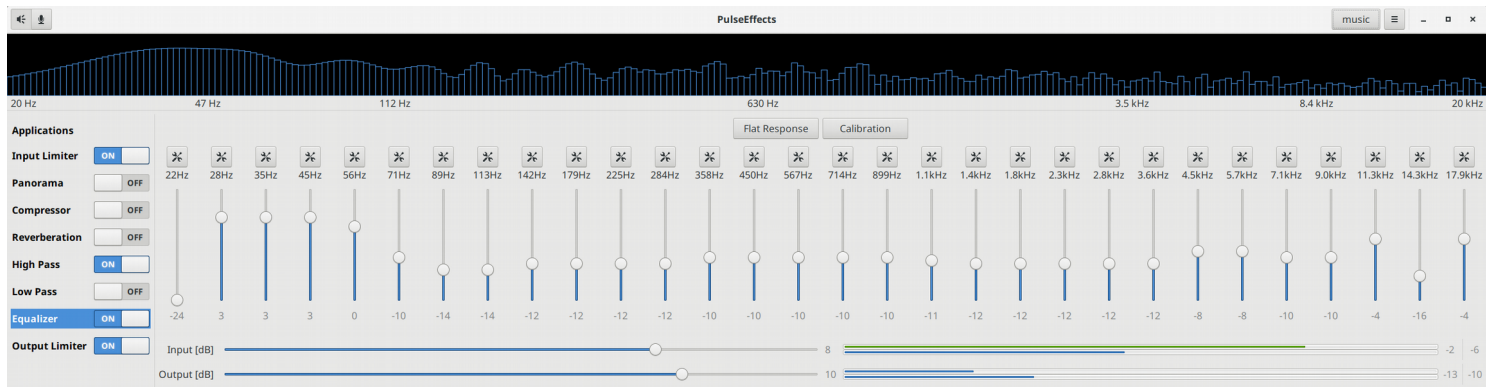 PulseEffects music
20 Hz 47 Hz 112 Hz 630 Hz 3.5 kHz 8.4 kHz 20 kHz
Applications
Flat Response Calibration
Input Limiter ON
Panorama OFF
Compressor OFF
Reverberation OFF
High Pass ON
Low Pass OFF
Equalizer ON
Output Limiter ON
22Hz 28Hz 35Hz 45Hz 56Hz 71Hz 89Hz 113Hz 142Hz 179Hz 225Hz 284Hz 358Hz 450Hz 567Hz 714Hz 899Hz 1.1kHz 1.4kHz 1.8kHz 2.3kHz 2.8kHz 3.6kHz 4.5kHz 5.7kHz 7.1kHz 9.0kHz 11.3kHz 14.3kHz 17.9kHz
-24 3 3 3 0 -10 -14 -14 -12 -12 -12 -12 -10 -10 -10 -10 -10 -11 -12 -12 -12 -12 -12 -8 -8 -10 -10 -4 -16 -4
Input [dB] 8 -2 -6
Output [dB] 10 -13 -10